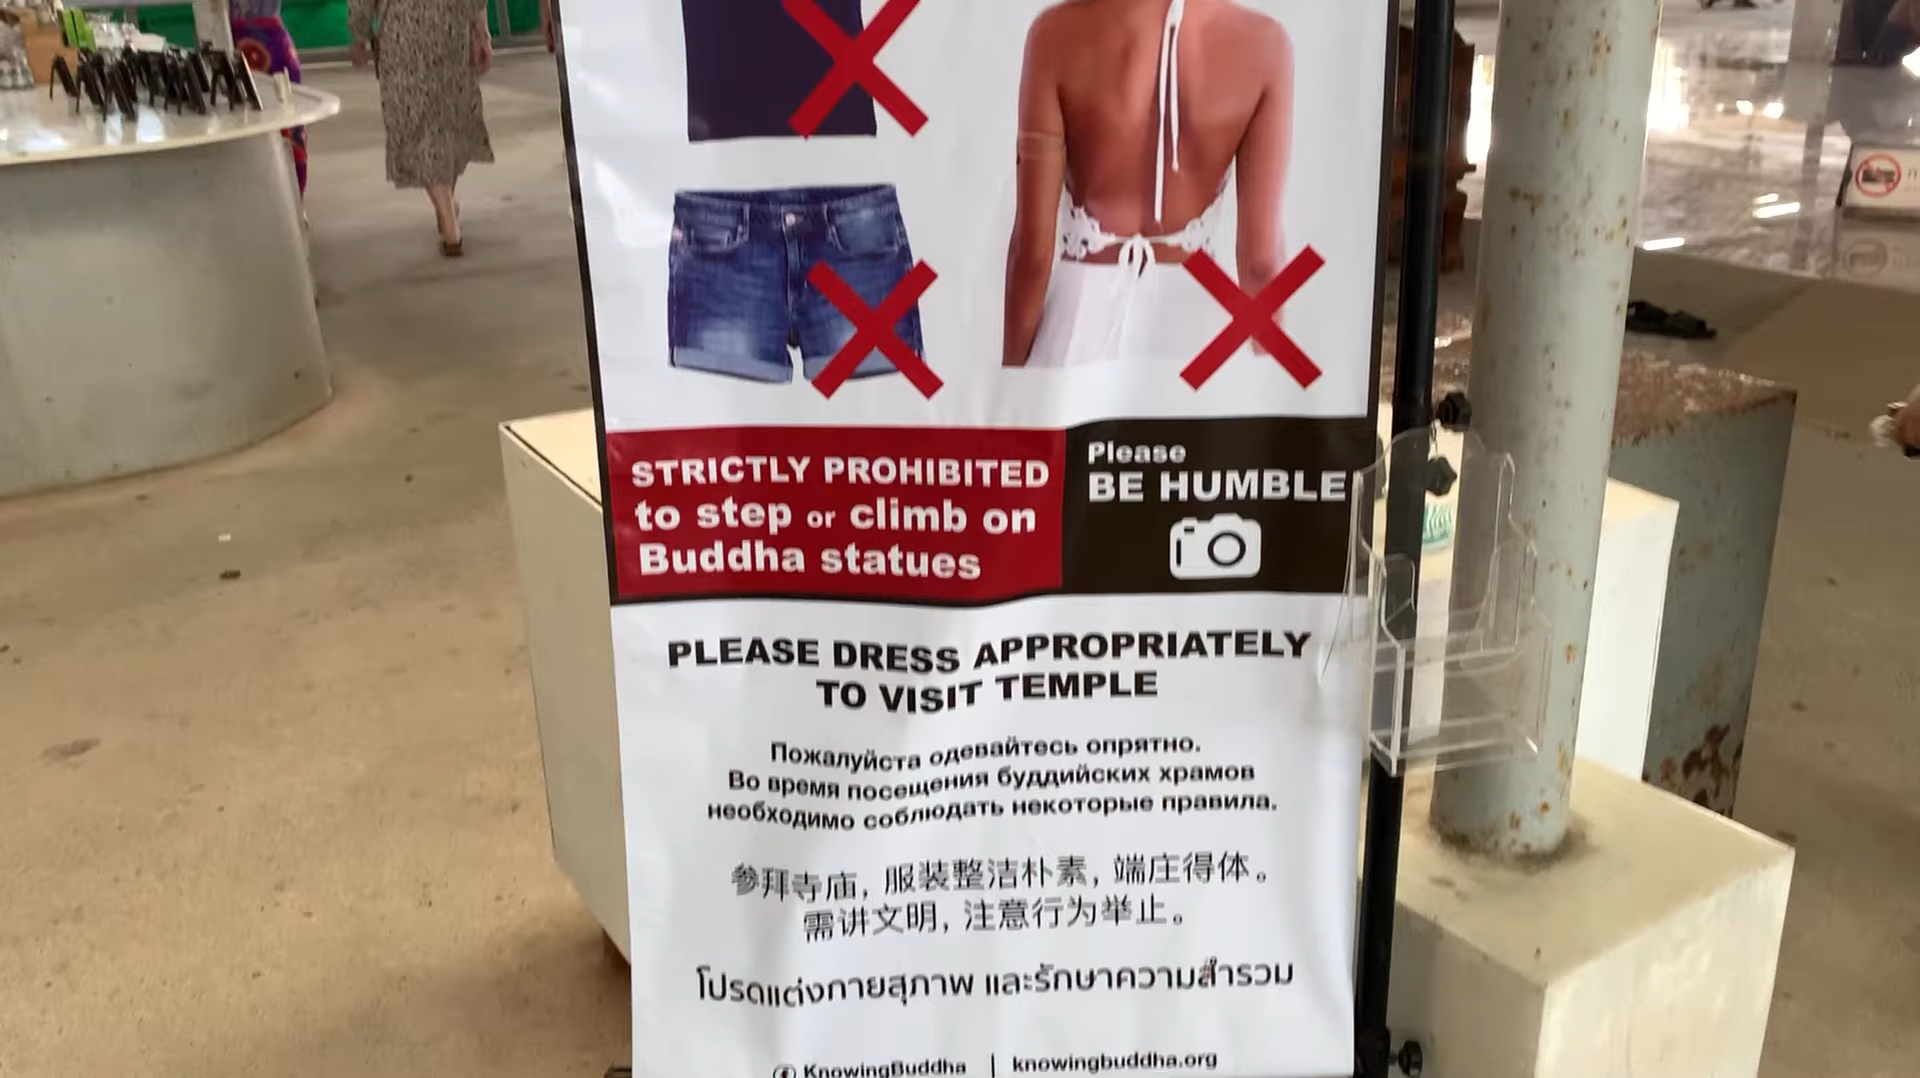 STRICTLY PROHIBITED
to step or climb on
Buddha statues
Please
BE HUMBLE
PLEASE DRESS APPROPRIATELY
TO VISIT TEMPLE
Пожалуйста одевайтесь опрятно.
Во время посещения буддийских храмов
необходимо соблюдать некоторые правила.
参拜寺庙, 服装整洁朴素, 端庄得体。
需讲文明, 注意行为举止。
โปรดแต่งกายสุภาพ และรักษาความสำรวม
KnowingBuddha | knowingbuddha.org